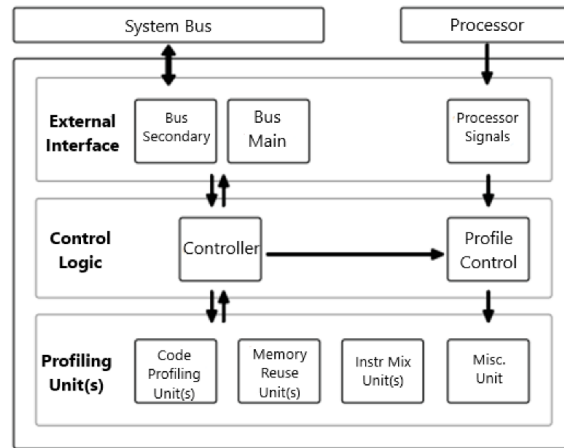 System Bus
Processor
External
Interface
Bus
Secondary
Bus
Main
Processor
Signals
Control
Logic
Controller
Profile
Control
Profiling
Unit(s)
Code
Profiling
Unit(s)
Memory
Reuse
Unit(s)
Instr Mix
Unit(s)
Misc.
Unit